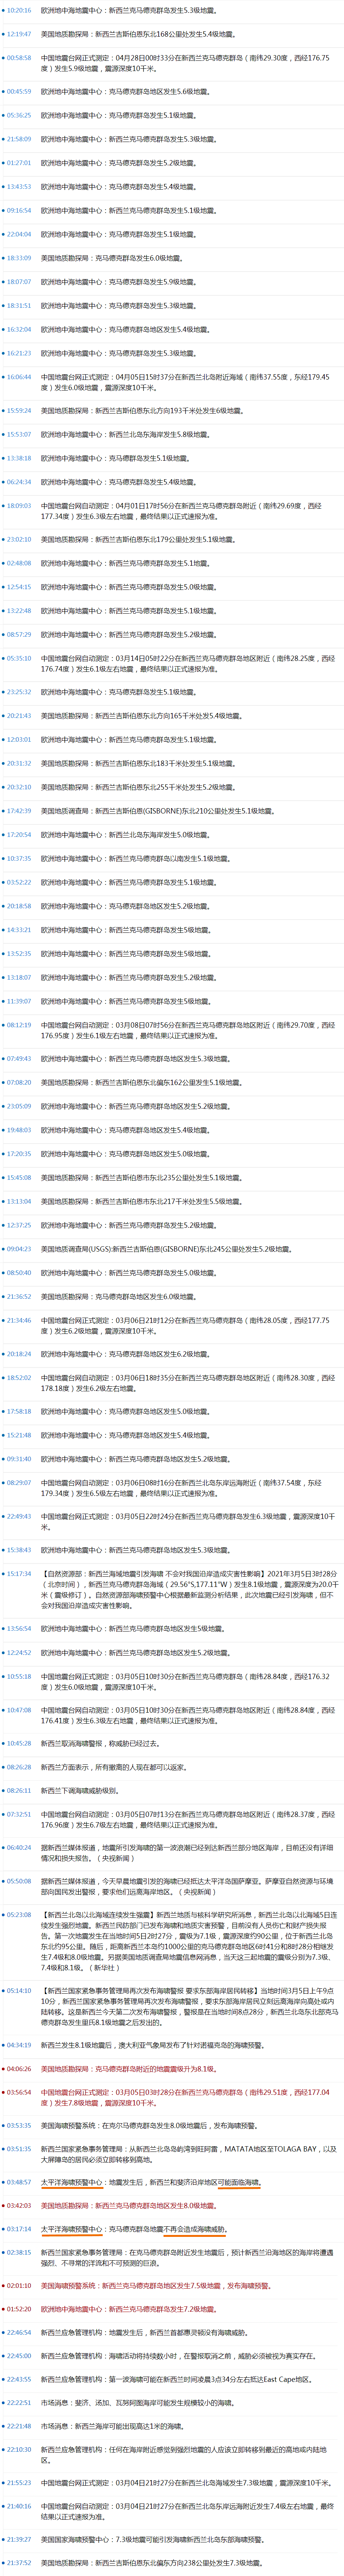 10:20:16 欧洲地中海地震中心：新西兰克马德克群岛发生5.3级地震。
12:19:47 美国地质勘探局：新西兰吉斯伯恩东北168公里处发生5.4级地震。
00:58:58 中国地震台网正式测定：04月28日00时33分在克马德克群岛（南纬29.30度，西经176.75
度）发生5.9级地震，震源深度10千米。
00:45:59 欧洲地中海地震中心：克马德克群岛地区发生5.6级地震。
05:36:25 欧洲地中海地震中心：克马德克群岛发生5.1级地震。
21:58:09 欧洲地中海地震中心：新西兰克马德克群岛发生5.3级地震。
01:27:01 欧洲地中海地震中心：克马德克群岛发生5.2级地震。
13:43:53 欧洲地中海地震中心：新西兰克马德克群岛发生5.4级地震。
09:16:54 欧洲地中海地震中心：新西兰克马德克群岛发生5.1级地震。
22:04:04 欧洲地中海地震中心：克马德克群岛发生5.1级地震。
18:33:09 美国地质勘探局：克马德克群岛发生6.0级地震。
18:07:07 欧洲地中海地震中心：克马德克群岛发生5.9级地震。
18:31:51 欧洲地中海地震中心：克马德克群岛发生5.3级地震。
16:32:04 欧洲地中海地震中心：克马德克群岛地区发生5.4级地震。
16:21:23 欧洲地中海地震中心：克马德克群岛发生5.3级地震。
16:06:44 中国地震台网正式测定：04月05日15时37分在新西兰北岛附近海域（南纬37.55度，东经179.45
度）发生6.0级地震，震源深度10千米。
15:59:24 美国地质勘探局：新西兰吉斯伯恩东北方向193千米处发生6级地震。
15:53:07 欧洲地中海地震中心：新西兰北岛东海岸发生5.8级地震。
13:38:18 欧洲地中海地震中心：克马德群岛发生5.1级地震。
06:24:34 欧洲地中海地震中心：克马德克群岛发生5.4级地震。
18:09:03 中国地震台网自动测定：04月01日17时56分在新西兰克马德克群岛附近（南纬29.69度，西经
177.34度）发生6.3级左右地震，最终结果以正式速报为准。
23:02:10 美国地质勘探局：新西兰吉斯伯恩东北179公里处发生5.1级地震。
02:48:08 欧洲地中海地震中心：新西兰克马德克群岛发生5.1地震。
12:54:15 欧洲地中海地震中心：新西兰克马德克群岛发生5.0级地震。
13:22:48 欧洲地中海地震中心：新西兰克马德克群岛发生5.1级地震。
08:57:29 欧洲地中海地震中心：新西兰克马德克群岛发生5.2级地震。
05:35:10 中国地震台网自动测定：03月14日05时22分在新西兰克马德克群岛地区附近（南纬28.25度，西经
176.74度）发生6.1级左右地震，最终结果以正式速报为准。
23:25:32 欧洲地中海地震中心：克马德克群岛发生5.1级地震。
20:21:43 美国地质勘探局：新西兰吉斯伯恩东北方向165千米处发5.4级地震。
12:03:01 欧洲地中海地震中心：新西兰克马德克群岛发生5.1级地震。
20:31:32 美国地质勘探局：新西兰吉斯伯恩东北183千米处发生5.1级地震。
20:32:10 美国地质勘探局：新西兰吉斯伯恩东北255千米处发生5.2级地震。
17:42:39 美国地质调查局：新西兰吉斯伯恩(GISBORNE)东北210公里处发生5.1级地震。
17:20:54 欧洲地中海地震中心：新西兰北岛东海岸发生5.0级地震。
10:37:35 欧洲地中海地震中心：新西兰克马德克群岛以南发生5.1级地震。
03:52:22 欧洲地中海地震中心：新西兰克马德克群岛发生5.1级地震。
20:18:58 欧洲地中海地震中心：克马德克群岛地区发生5.2级地震。
14:33:21 欧洲地中海地震中心：新西兰克马德克群岛发生5级地震。
13:52:35 欧洲地中海地震中心：新西兰克马德克群岛发生5级地震。
13:18:07 欧洲地中海地震中心：新西兰克马德克群岛发生5.2级地震。
11:39:07 欧洲地中海地震中心：新西兰克马德克群岛发生5级地震。
08:12:19 中国地震台网自动测定：03月08日07时56分在新西兰克马德克群岛地区附近（南纬29.70度，西经
176.95度）发生6.1级左右地震，最终结果以正式速报为准。
07:49:43 欧洲地中海地震中心：新西兰克马德克群岛地区发生5.3级地震。
07:08:20 美国地质勘探局：新西兰吉斯伯恩东北偏东162公里发生5.1级地震。
23:05:09 欧洲地中海地震中心：新西兰克马德克群岛地区发生5.2级地震。
19:48:03 欧洲地中海地震中心：克马德克群岛地区发生5.4级地震。
17:20:35 欧洲地中海地震中心：克马德克群岛地区发生5.0级地震。
15:45:08 美国地质勘探局：新西兰吉斯伯恩市东北235公里处发生5.1级地震。
13:13:04 美国地质勘探局：新西兰吉斯伯恩市东北217千米处发生5.5级地震。
12:37:25 欧洲地中海地震中心：新西兰克马德克群岛发生5.2级地震。
09:04:23 美国地质调查局(USGS):新西兰吉斯伯恩(GISBORNE)东北245公里处发生5.2级地震。
08:50:40 欧洲地中海地震中心：新西兰克马德克群岛发生5.0级地震。
21:36:52 美国地质勘探局：克马德克群岛地区发生6.0级地震。
21:34:46 中国地震台网正式测定：03月06日21时12分在克马德克群岛（南纬28.05度，西经177.75
度）发生6.2级地震，震源深度10千米。
20:18:24 欧洲地中海地震中心：克马德克群岛地区发生6.2级地震。
18:52:02 中国地震台网自动测定：03月06日18时35分在新西兰克马德克群岛地区附近（南纬28.30度，西经
178.18度）发生6.2级左右地震。
17:58:18 欧洲地中海地震中心：克马德克群岛地区发生5.0级地震。
15:21:48 欧洲地中海地震中心：克马德克群岛地区发生5.4级地震。
09:31:40 欧洲地中海地震中心：新西兰克马德克群岛地区发生5.2级地震。
08:29:07 中国地震台网自动测定：03月06日08时16分在新西兰北岛东岸远海附近（南纬37.54度，东经
179.34度）发生6.5级左右地震，最终结果以正式速报为准。
22:49:43 中国地震台网正式测定：03月05日22时24分在新西兰克马德克群岛发生6.3级地震，震源深度10千
米。
15:38:43 欧洲地中海地震中心：新西兰克马德克群岛地区发生5.3级地震。
15:17:34 【自然资源部：新西兰海域地震引发海啸 不会对我国沿岸造成灾害性影响】2021年3月5日3时28分
（北京时间），新西兰克马德克群岛海域（29.56°S,177.11°W）发生8.1级地震，震源深度为20.0千
米（震级修订）。自然资源部海啸预警中心根据最新监测分析结果，此次地震已经引发海啸，但不
会对我国沿岸造成灾害性影响。
13:56:54 欧洲地中海地震中心：新西兰克马德克群岛地区发生5级地震。
12:24:52 欧洲地中海地震中心：新西兰克马德克群岛地区发生5.2级地震。
10:55:18 中国地震台网正式测定：03月05日10时30分在新西兰克马德克群岛（南纬28.84度，西经176.32
度）发生6.0级地震，震源深度10千米。
10:47:08 中国地震台网自动测定：03月05日10时30分在新西兰克马德克群岛地区附近（南纬28.84度，西经
176.41度）发生6.3级左右地震，最终结果以正式速报为准。
10:45:28 新西兰取消海啸警报，称威胁已经过去。
08:26:28 新西兰方面表示，所有撤离的人现在都可以返家。
08:26:11 新西兰下调海啸威胁级别。
07:32:51 中国地震台网自动测定：03月05日07时13分在新西兰克马德克群岛地区附近（南纬28.37度，西经
176.96度）发生6.7级左右地震，最终结果以正式速报为准。
06:40:24 据新西兰媒体报道，地震所引发海啸的第一波浪潮已经到达新西兰部分地区海岸，目前还没有详细
情况和损失报告。（央视新闻）
05:50:08 据新西兰媒体报道，今天早晨地震引发的海啸已经抵达太平洋岛国萨摩亚。萨摩亚自然资源与环境
部向国民发出警报，要求他们远离海岸地区。（央视新闻）
05:23:08 【新西兰北岛以北海域连续发生强震】新西兰地质与核科学研究所消息，新西兰北岛以北海域5日连
续发生强烈地震。新西兰民防部门已发布海啸和地质灾害预警，目前没有人员伤亡和财产损失报
告。第一次地震发生在当地时间5日2时27分，震级为7.1级，震源深度约90公里，位于新西兰北岛
东北约95公里。随后，距离新西兰本岛约1000公里的克马德克群岛地区6时41分和8时28分相继发
生7.4级和8.0级地震。另据美国地质调查局地震信息网消息，当天这三起地震的震级分别为7.3级、
7.4级和8.1级。（新华社）
05:14:10 【新西兰国家紧急事务管理局再次发布海啸警报 要求东部海岸居民转移】当地时间3月5日上午9点
10分，新西兰国家紧急事务管理局再次发布海啸警报，要求东部海岸居民立刻远离海岸向高处或内
陆转移。这是新西兰今天第二次发布海啸预警，警报是在当地时间8点28分，新西兰岛东北部克马
德克群岛发生里氏8.1级地震之后发出的。
04:34:19 新西兰发生8.1级地震后，澳大利亚气象局发布了针对诺福克岛的海啸预警。
04:06:26 美国地质勘探局：克马德克群岛附近的地震震级升为8.1级。
03:56:54 中国地震台网正式测定：03月05日03时28分在新西兰克马德克群岛（南纬29.51度，西经177.04
度）发生7.8级地震，震源深度10千米。
03:53:35 美国海啸预警系统：在克尔马德克群岛发生8.0级地震后，发布海啸预警。
03:51:35 新西兰国家紧急事务管理局：从新西兰北岛岛屿湾到旺阿雷，MATATA地区至TOLAGA BAY，以及
大屏障岛的居民必须立即转移到高地。
03:48:57 太平洋海啸预警中心：地震发生后，新西兰和斐济沿岸地区可能面临海啸。
03:42:03 美国地质勘探局：新西兰克马德克群岛地区发生8.0级地震。
03:17:14 太平洋海啸预警中心：克马德克群岛地震不再会造成海啸威胁。
02:38:15 新西兰国家紧急事务管理局：在克马德克群岛附近发生地震后，预计新西兰沿海地区的海岸将遭遇
强烈、不寻常的洋流和不可预测的巨浪。
02:01:10 美国海啸预警系统：新西兰克马德克群岛地区发生7.5级地震，发布海啸预警。
01:52:20 欧洲地中海地震中心：新西兰克马德克群岛发生7.2级地震。
22:46:54 新西兰应急管理机构：地震发生后，新西兰首都惠灵顿没有海啸威胁。
22:45:00 新西兰应急管理机构：海啸活动将持续数小时，在警报取消之前，威胁必须被视为真实存在。
22:43:55 新西兰应急管理机构：第一波海啸可能在新西兰时间凌晨3点34分左右抵达East Cape地区。
22:22:51 市场消息：斐济、汤加、瓦努阿图海岸可能发生规模较小的海啸。
22:21:48 市场消息：新西兰海岸可能出现高达1米的海啸。
22:10:30 新西兰应急管理机构：任何在海岸附近感觉到强烈地震的人应该立即转移到最近的高地或内陆地
区。
21:55:23 中国地震台网正式测定：03月04日21时27分在新西兰北岛海域发生7.3级地震，震源深度10千米。
21:40:16 中国地震台网自动测定：03月04日21时27分在新西兰北岛东岸远海附近发生7.4级左右地震，最终
结果以正式速报为准。
21:39:27 美国国家海啸预警中心：7.3级地震可能引发海啸新西兰北岛东部海啸预警。
21:37:52 美国地质勘探局：新西兰吉斯伯恩东北偏东方向238公里处发生7.3级地震。